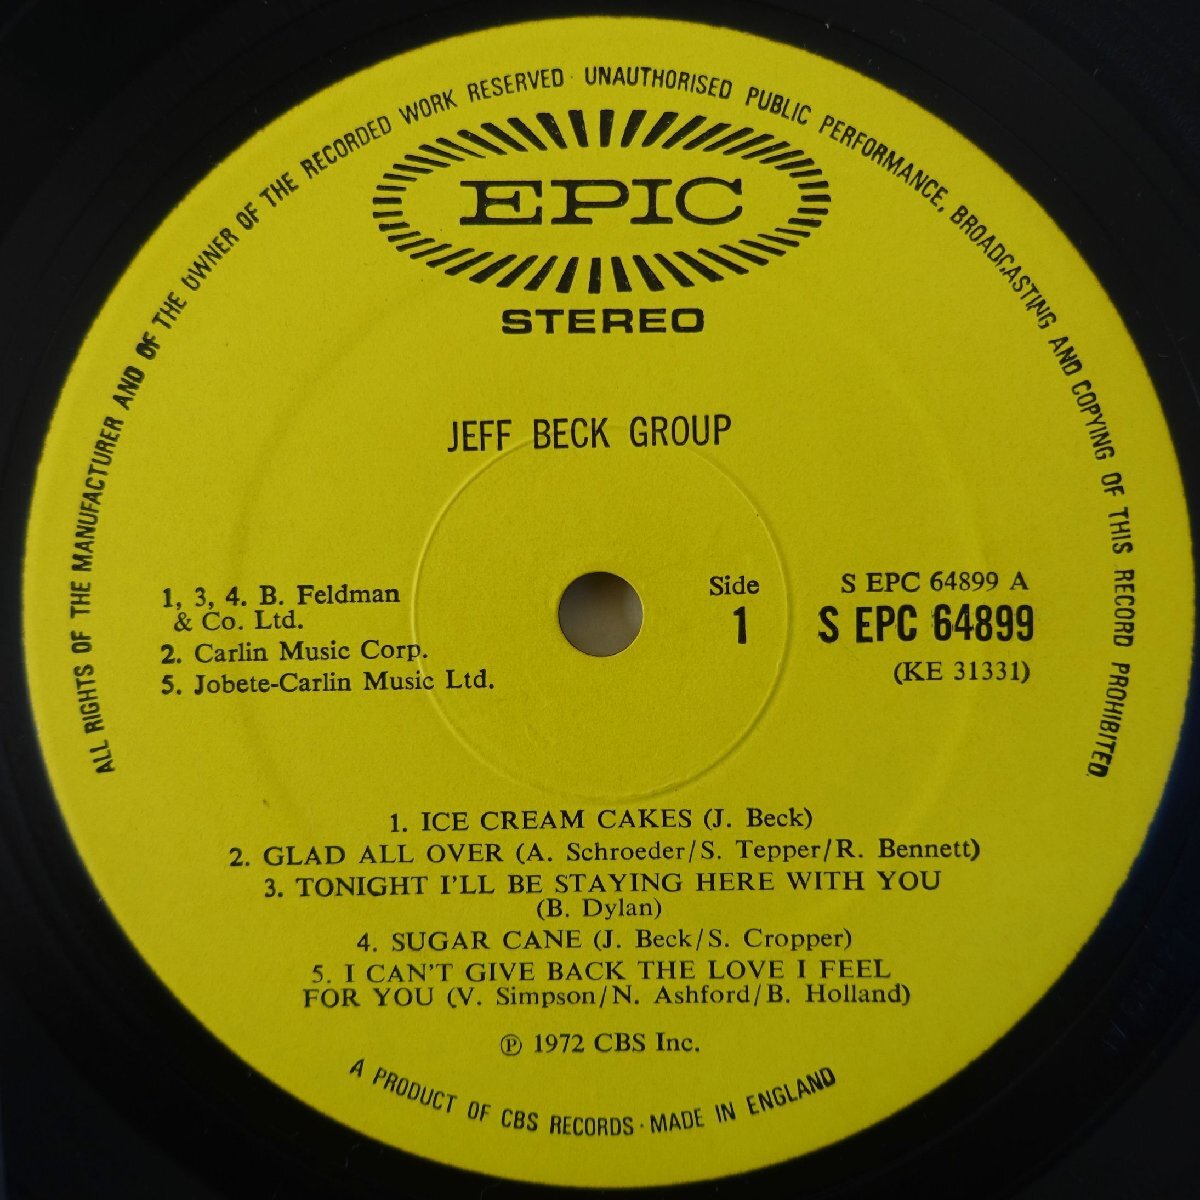 ALL RIGHTS OF THE MANUFACTURER AND OF THE OWNER OF THE RECORDED WORK RESERVED · UNAUTHORISED PUBLIC PERFORMANCE, BROADCASTING AND COPYING OF THIS RECORD PROHIBITED
EPIC
STEREO
JEFF BECK GROUP
1, 3, 4. B. Feldman
& Co. Ltd.
2. Carlin Music Corp.
5. Jobete-Carlin Music Ltd.
Side
1
S EPC 64899 A
S EPC 64899
(KE 31331)
1. ICE CREAM CAKES (J. Beck)
2. GLAD ALL OVER (A. Schroeder/S. Tepper/R. Bennett)
3. TONIGHT I'LL BE STAYING HERE WITH YOU
(B. Dylan)
4. SUGAR CANE (J. Beck/S. Cropper)
5. I CAN'T GIVE BACK THE LOVE I FEEL
FOR YOU (V. Simpson/N. Ashford/B. Holland)
℗ 1972 CBS Inc.
A PRODUCT OF CBS RECORDS · MADE IN ENGLAND